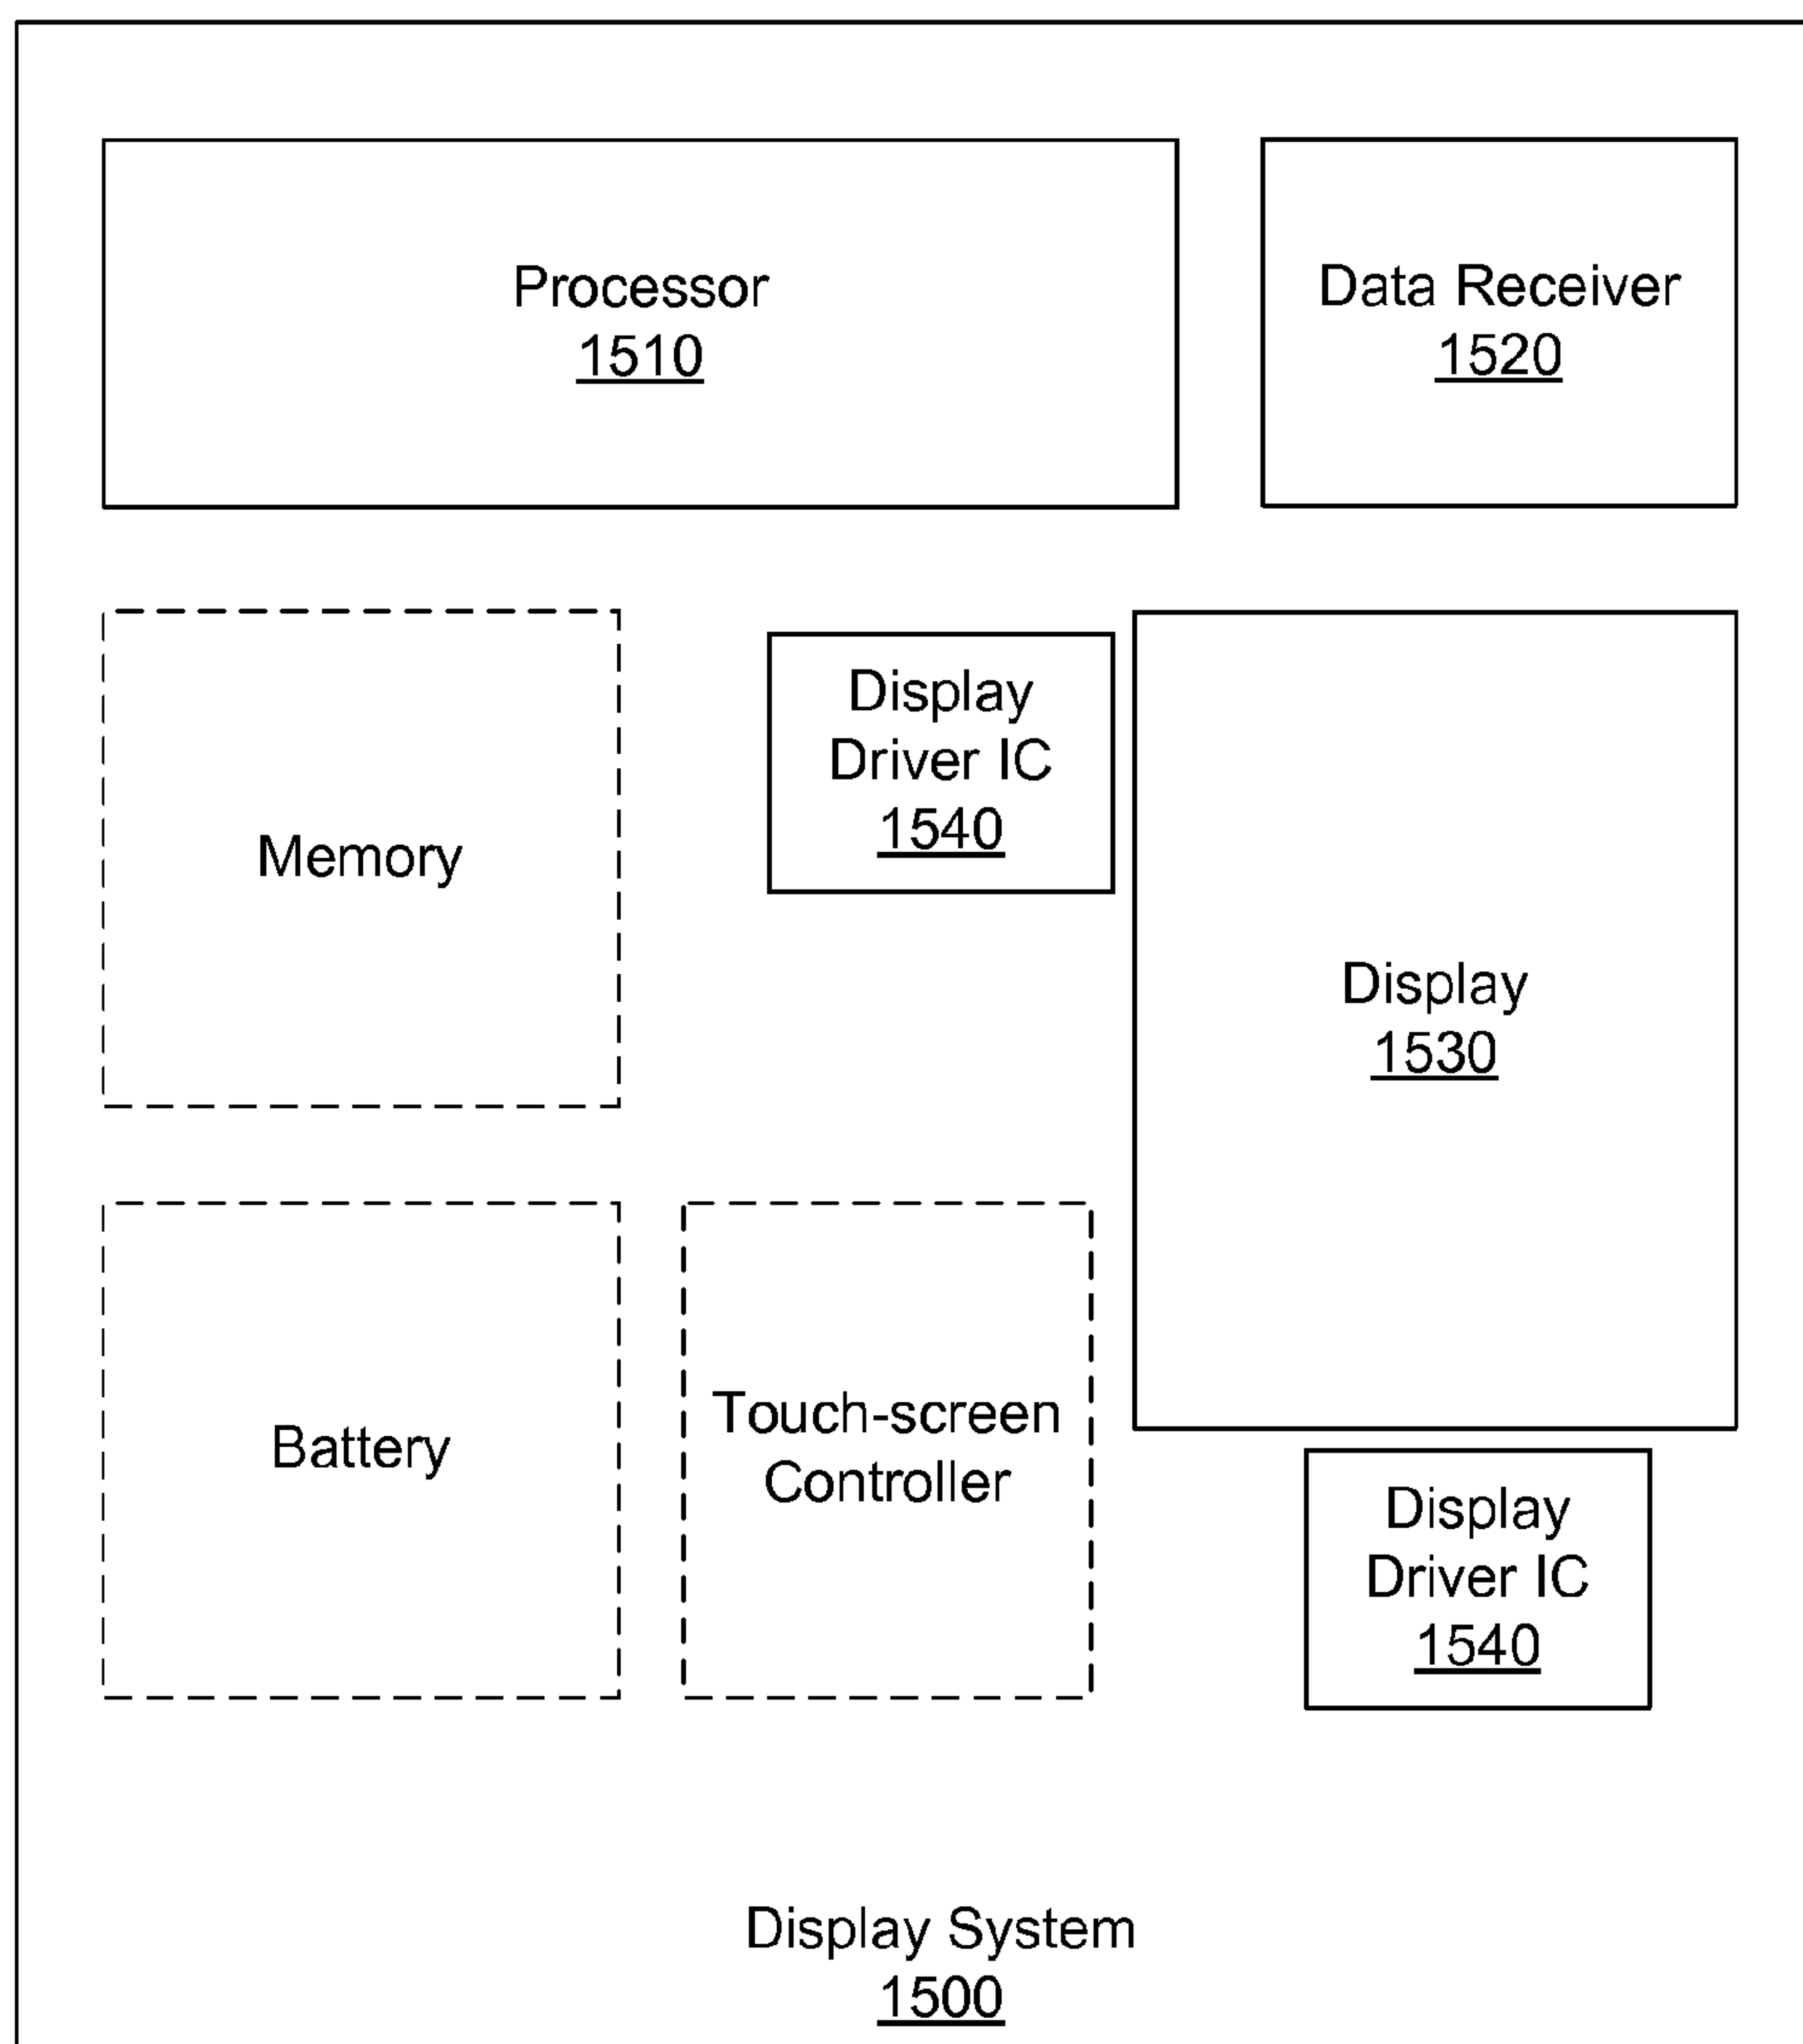 Processor
1510
Data Receiver
1520
Memory
Display
Driver IC
1540
Display
1530
Battery
Touch-screen
Controller
Display
Driver IC
1540
Display System
1500